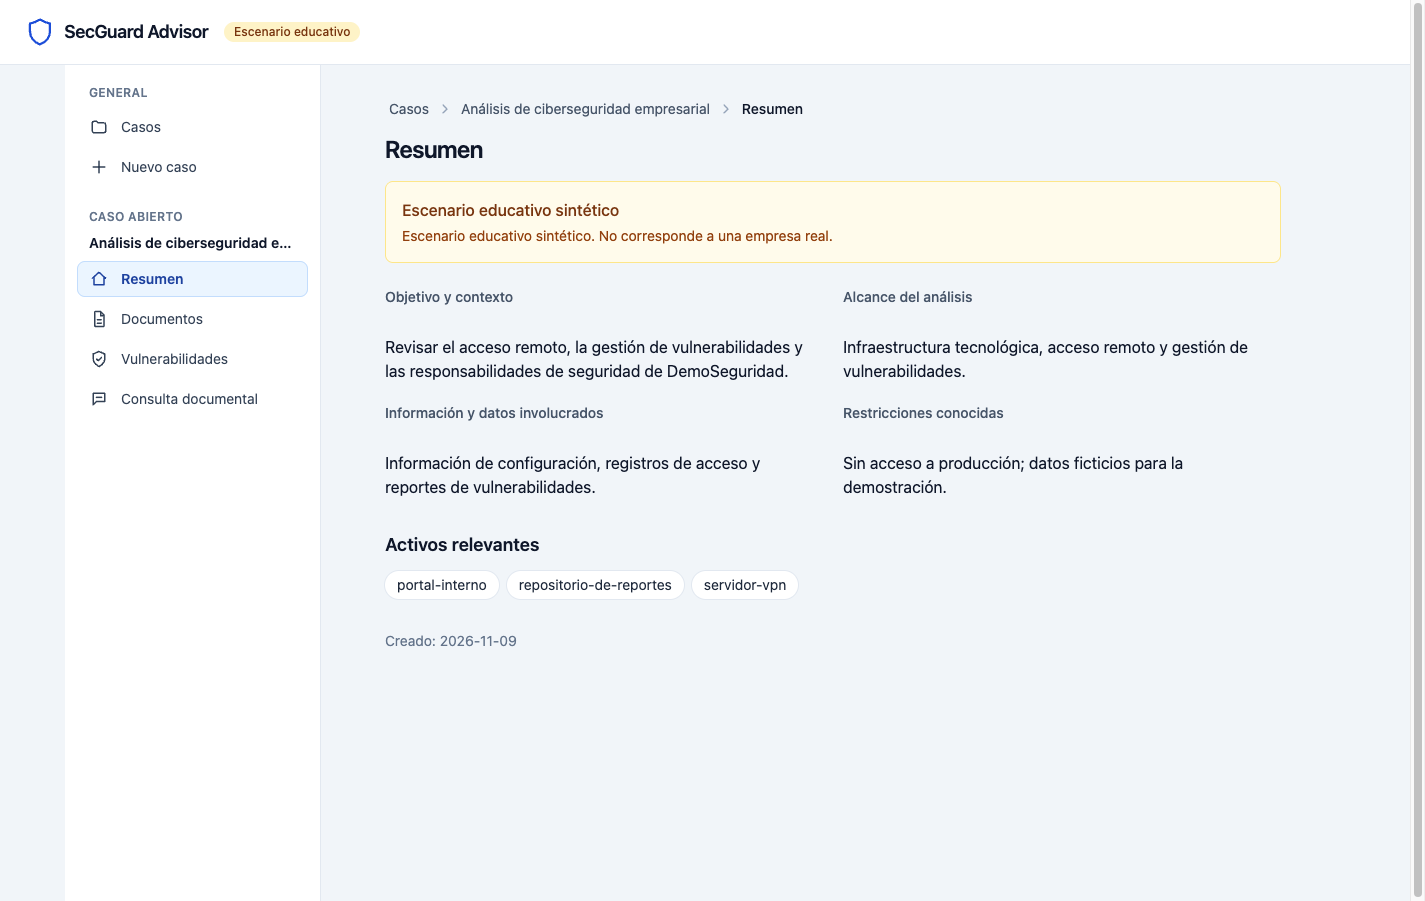 SecGuard Advisor
Escenario educativo
GENERAL
Casos
Nuevo caso
CASO ABIERTO
Análisis de ciberseguridad e...
Resumen
Documentos
Vulnerabilidades
Consulta documental
Casos > Análisis de ciberseguridad empresarial > Resumen
Resumen
Escenario educativo sintético
Escenario educativo sintético. No corresponde a una empresa real.
Objetivo y contexto
Revisar el acceso remoto, la gestión de vulnerabilidades y
las responsabilidades de seguridad de DemoSeguridad.
Alcance del análisis
Infraestructura tecnológica, acceso remoto y gestión de
vulnerabilidades.
Información y datos involucrados
Información de configuración, registros de acceso y
reportes de vulnerabilidades.
Restricciones conocidas
Sin acceso a producción; datos ficticios para la
demostración.
Activos relevantes
portal-interno
repositorio-de-reportes
servidor-vpn
Creado: 2026-11-09